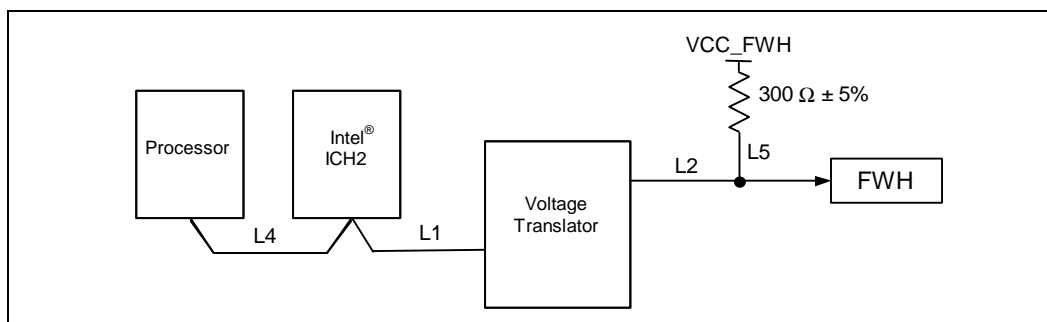 VCC_FWH
300 Ω ± 5%
Processor
Intel®
ICH2
L5
L2
FWH
Voltage
Translator
L4
L1